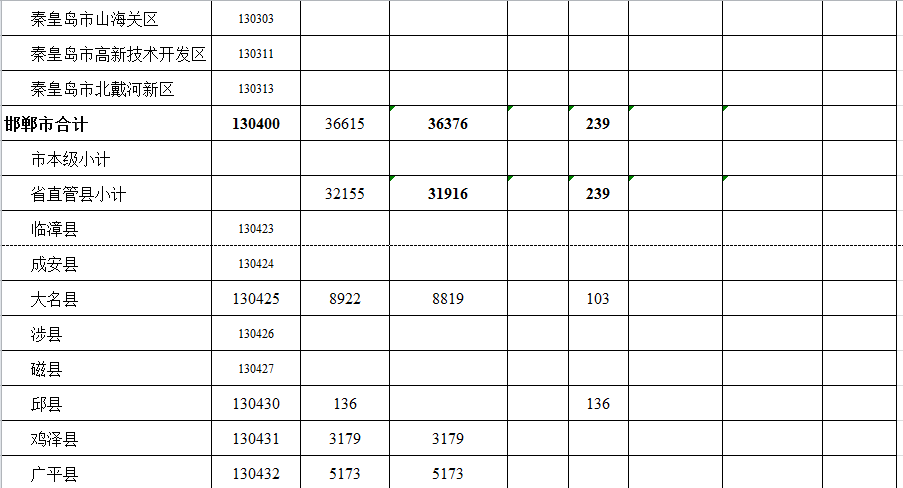 秦皇岛市山海关区 130303
秦皇岛市高新技术开发区 130311
秦皇岛市北戴河新区 130313
邯郸市合计 130400 36615 36376 239
市本级小计
省直管县小计 32155 31916 239
临漳县 130423
成安县 130424
大名县 130425 8922 8819 103
涉县 130426
磁县 130427
邱县 130430 136 136
鸡泽县 130431 3179 3179
广平县 130432 5173 5173